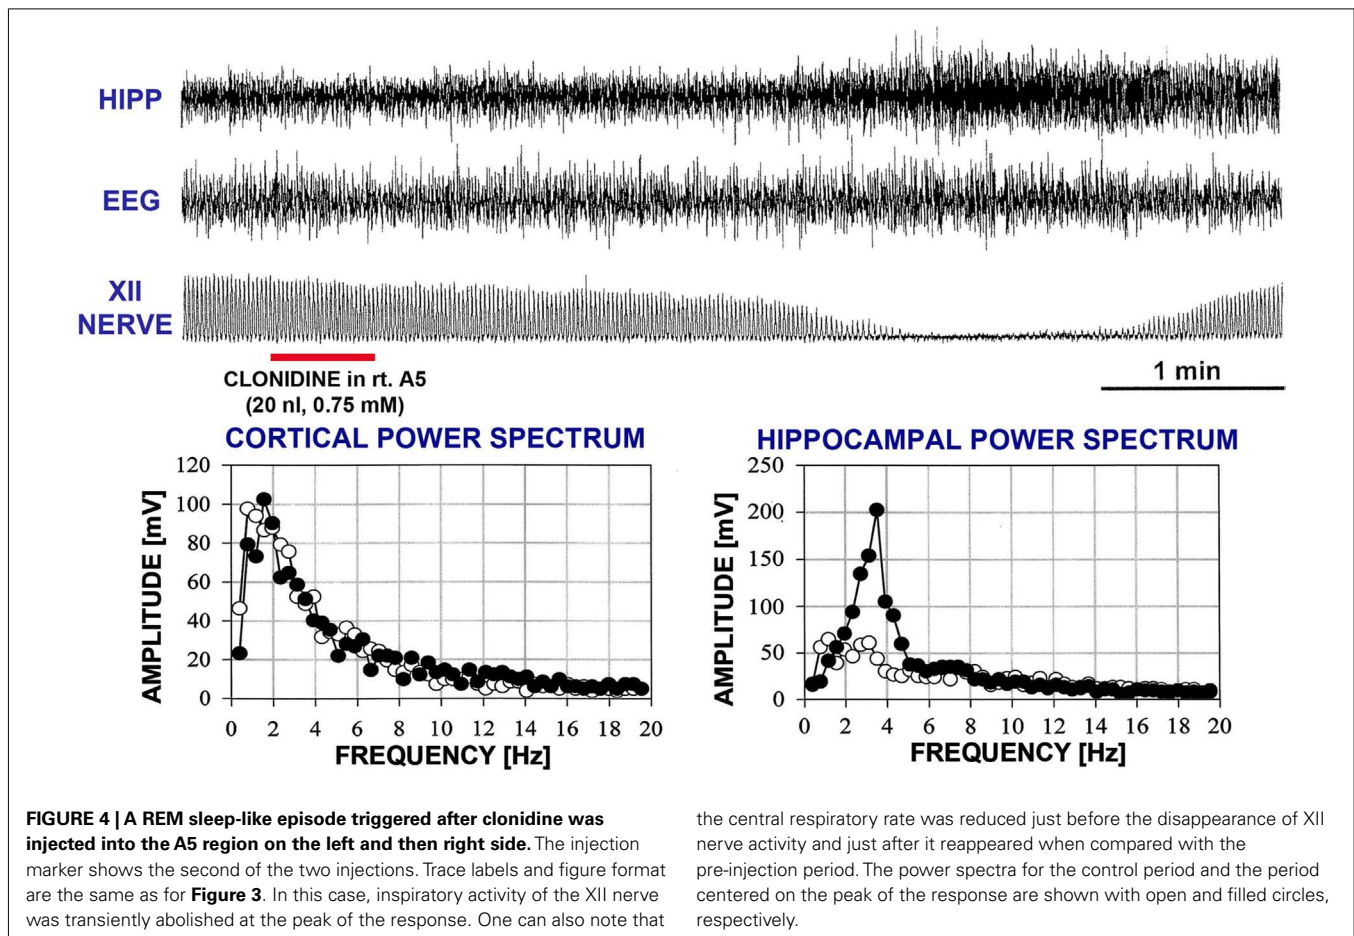 HIPP
EEG
XII
NERVE
CLONIDINE in rt. A5
(20 nl, 0.75 mM)
1 min
CORTICAL POWER SPECTRUM
120
100
80
60
40
20
0
AMPLITUDE [mV]
0 2 4 6 8 10 12 14 16 18 20
FREQUENCY [Hz]
HIPPOCAMPAL POWER SPECTRUM
250
200
150
100
50
0
AMPLITUDE [mV]
0 2 4 6 8 10 12 14 16 18 20
FREQUENCY [Hz]
FIGURE 4 | A REM sleep-like episode triggered after clonidine was
injected into the A5 region on the left and then right side. The injection
marker shows the second of the two injections. Trace labels and figure format
are the same as for Figure 3. In this case, inspiratory activity of the XII nerve
was transiently abolished at the peak of the response. One can also note that
the central respiratory rate was reduced just before the disappearance of XII
nerve activity and just after it reappeared when compared with the
pre-injection period. The power spectra for the control period and the period
centered on the peak of the response are shown with open and filled circles,
respectively.